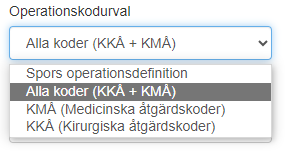 Operationskodurval
Alla koder (KKÅ + KMÅ)
Spors operationsdefinition
Alla koder (KKÅ + KMÅ)
KMÅ (Medicinska åtgärdskoder)
KKÅ (Kirurgiska åtgärdskoder)